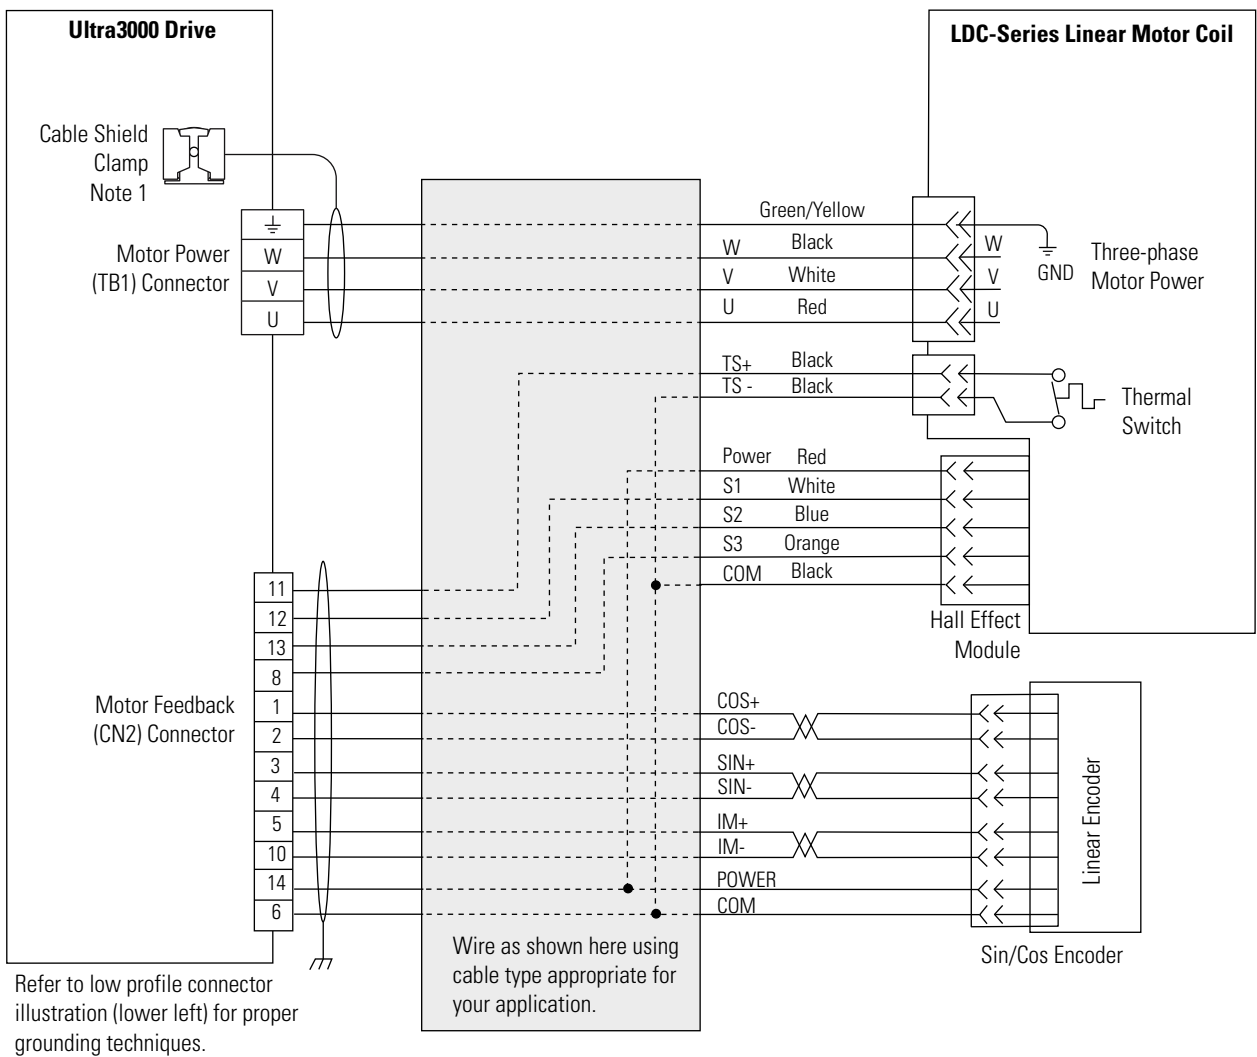 Ultra3000 Drive
LDC-Series Linear Motor Coil
Cable Shield
Clamp
Note 1
Motor Power
(TB1) Connector
W
V
U
Green/Yellow
W Black
V White
U Red
W
V
U
GND
Three-phase
Motor Power
TS+ Black
TS - Black
Thermal
Switch
Power Red
S1 White
S2 Blue
S3 Orange
COM Black
Hall Effect
Module
Motor Feedback
(CN2) Connector
11
12
13
8
1
2
3
4
5
10
14
6
COS+
COS-
SIN+
SIN-
IM+
IM-
POWER
COM
Linear Encoder
Sin/Cos Encoder
Wire as shown here using
cable type appropriate for
your application.
Refer to low profile connector
illustration (lower left) for proper
grounding techniques.